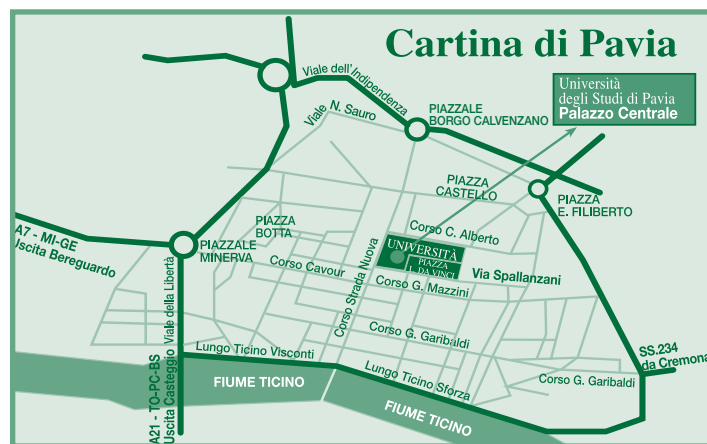 Cartina di Pavia
Viale dell'Indipendenza
Università
degli Studi di Pavia
Palazzo Centrale
Viale N. Sauro
PIAZZALE
BORGO CALVENZANO
PIAZZA
CASTELLO
PIAZZA
E. FILIBERTO
A7 - MI-GE
Uscita Bereguardo
PIAZZALE
MINERVA
PIAZZA
BOTTA
Corso C. Alberto
UNIVERSITÀ
PIAZZA
L. DA VINCI
Via Spallanzani
Corso Cavour
Corso Strada Nuova
Corso G. Mazzini
Viale della Libertà
Corso G. Garibaldi
Lungo Ticino Visconti
SS.234
da Cremona
Lungo Ticino Sforza
Corso G. Garibaldi
FIUME TICINO
FIUME TICINO
A21 - TO-PC-BS
Uscita Casteggio